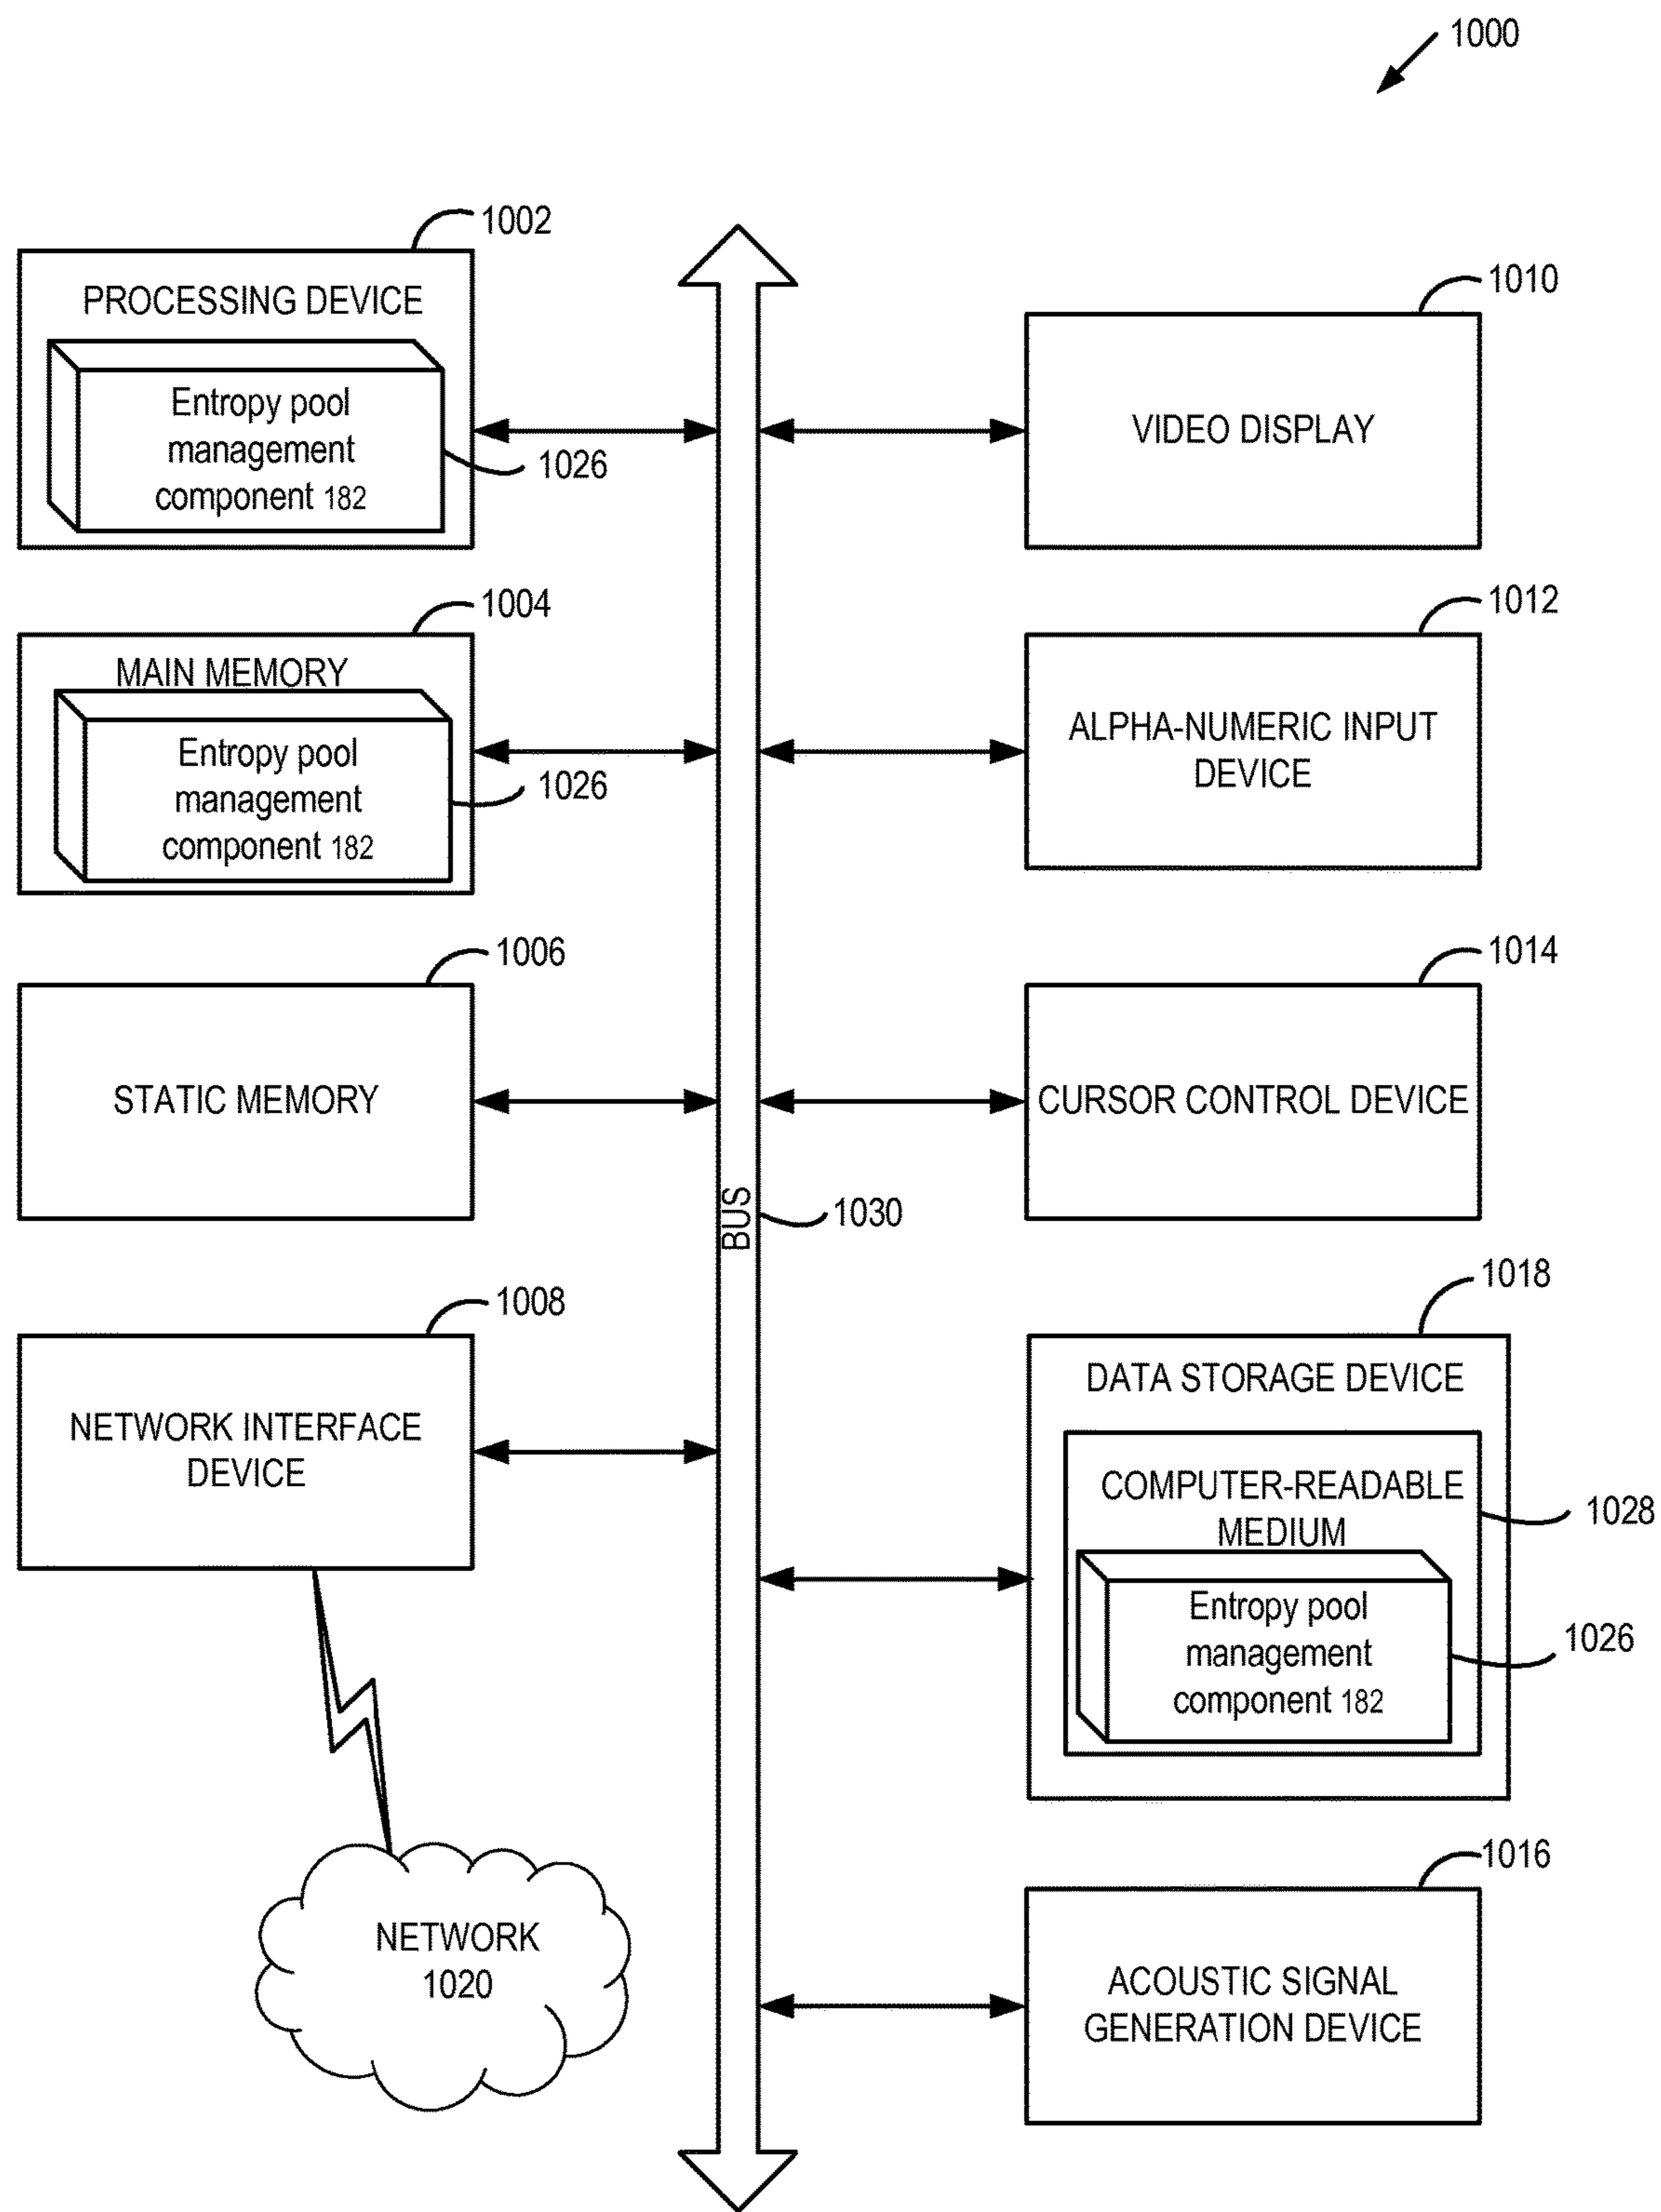 1000
1002
PROCESSING DEVICE
Entropy pool
management
component 182
1026
1004
MAIN MEMORY
Entropy pool
management
component 182
1026
1006
STATIC MEMORY
1008
NETWORK INTERFACE
DEVICE
NETWORK
1020
BUS
1030
1010
VIDEO DISPLAY
1012
ALPHA-NUMERIC INPUT
DEVICE
1014
CURSOR CONTROL DEVICE
1018
DATA STORAGE DEVICE
COMPUTER-READABLE
MEDIUM
1028
Entropy pool
management
component 182
1026
1016
ACOUSTIC SIGNAL
GENERATION DEVICE